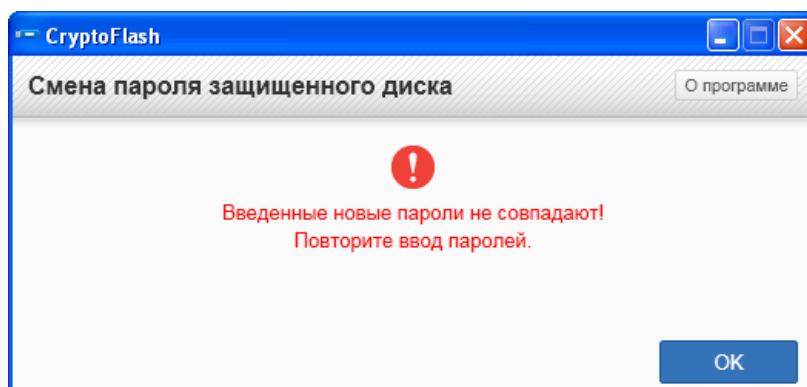 CryptoFlash
Смена пароля защищенного диска
О программе
Введенные новые пароли не совпадают!
Повторите ввод паролей.
OK